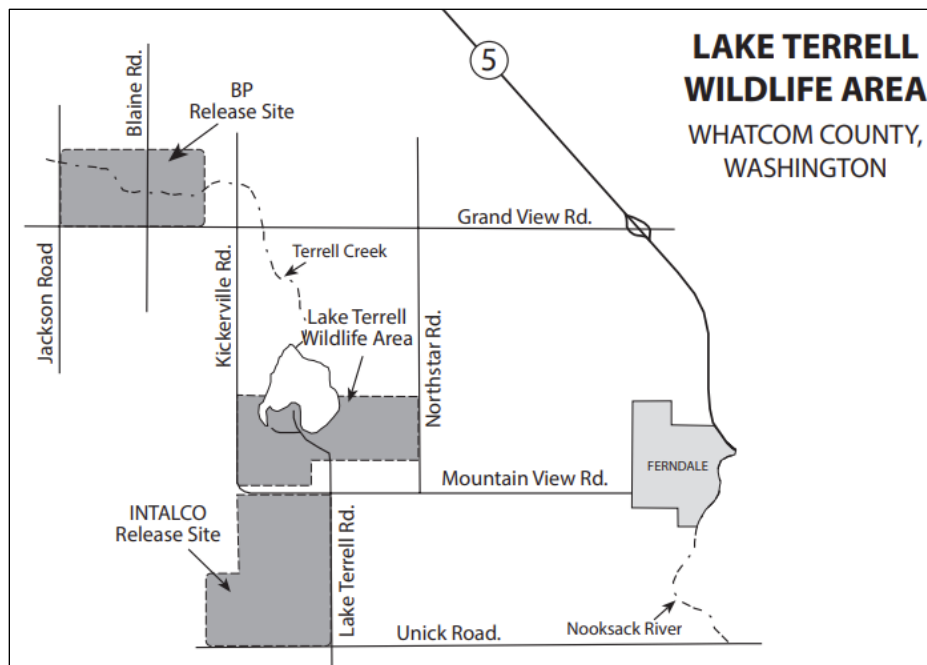 LAKE TERRELL
WILDLIFE AREA
WHATCOM COUNTY,
WASHINGTON
5
Blaine Rd.
BP
Release Site
Grand View Rd.
Jackson Road
Kickerville Rd.
Terrell Creek
Lake Terrell
Wildlife Area
Northstar Rd.
FERNDALE
Mountain View Rd.
INTALCO
Release Site
Lake Terrell Rd.
Unick Road.
Nooksack River